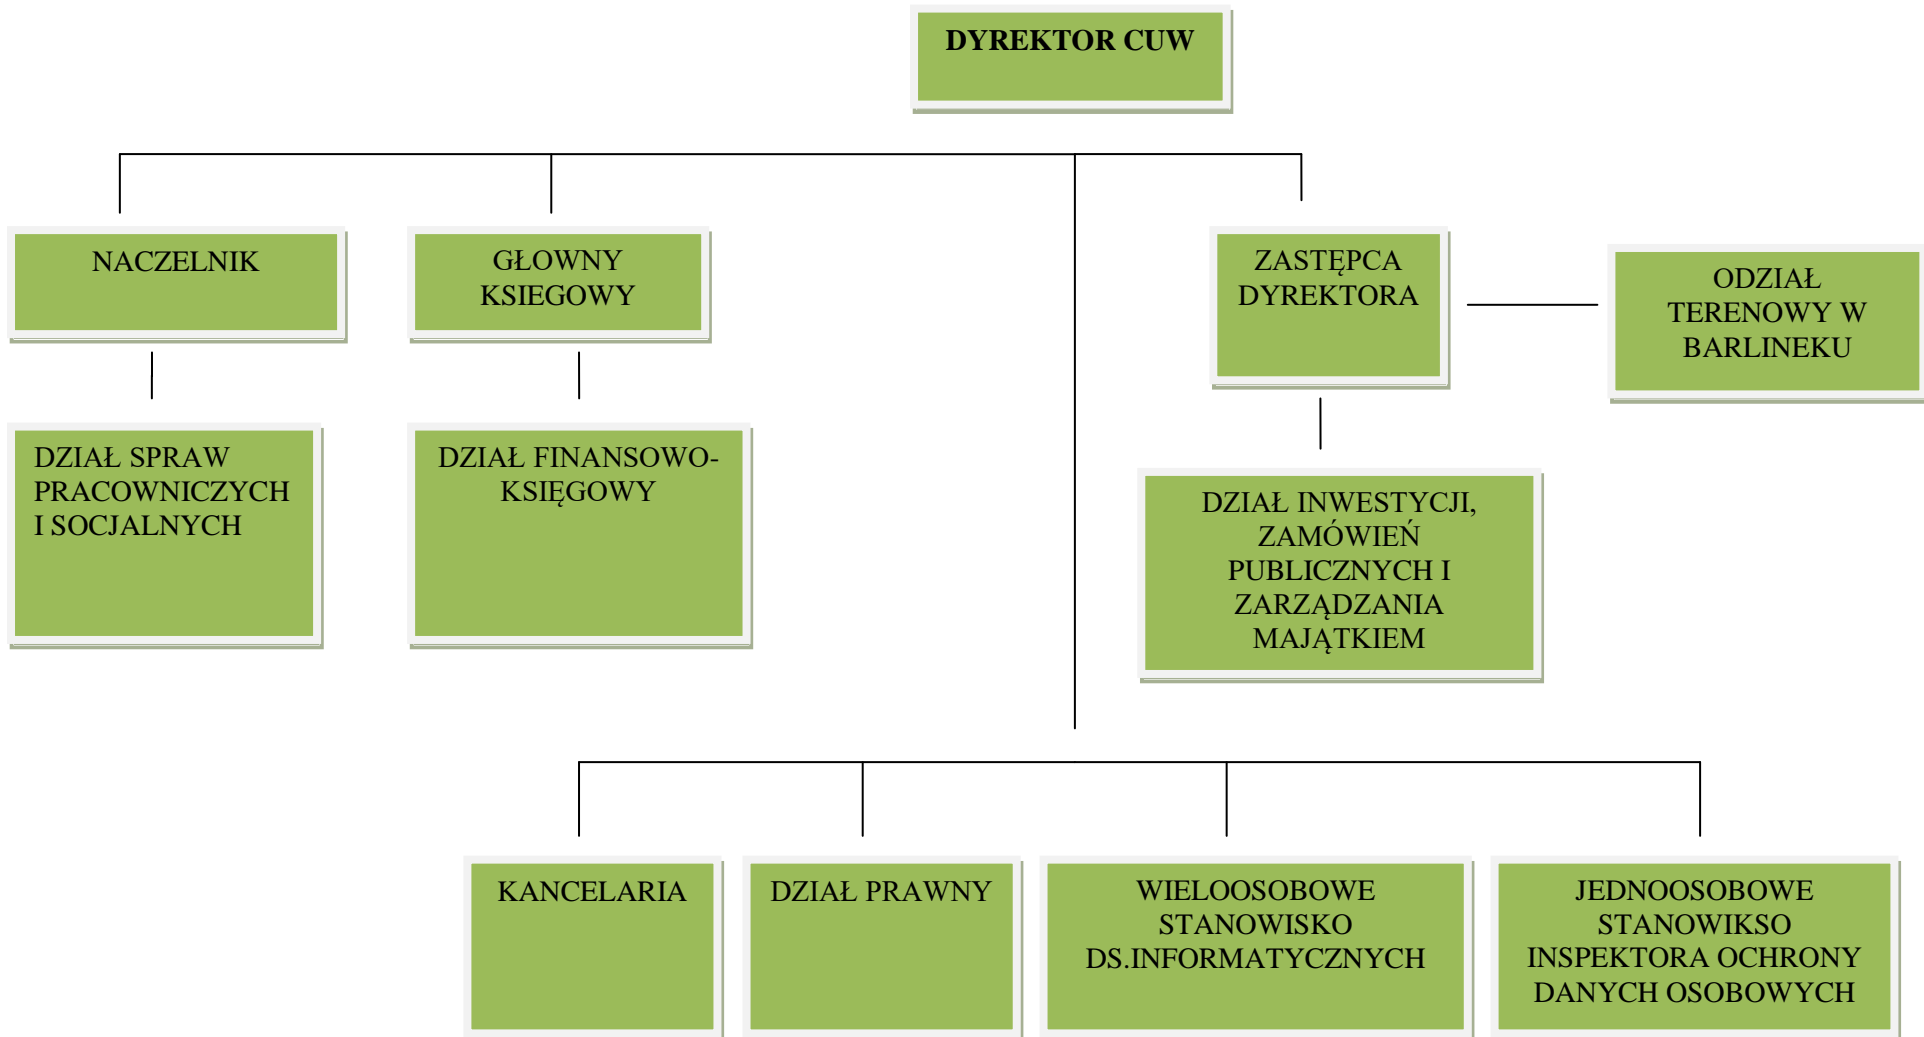 DYREKTOR CUW
NACZELNIK
GŁOWNY
KSIEGOWY
ZASTĘPCA
DYREKTORA
ODZIAŁ
TERENOWY W
BARLINEKU
DZIAŁ SPRAW
PRACOWNICZYCH
I SOCJALNYCH
DZIAŁ FINANSOWO-
KSIĘGOWY
DZIAŁ INWESTYCJI,
ZAMÓWIEŃ
PUBLICZNYCH I
ZARZĄDZANIA
MAJĄTKIEM
KANCELARIA
DZIAŁ PRAWNY
WIELOOSOBOWE
STANOWISKO
DS.INFORMATYCZNYCH
JEDNOOSOBOWE
STANOWIKSO
INSPEKTORA OCHRONY
DANYCH OSOBOWYCH